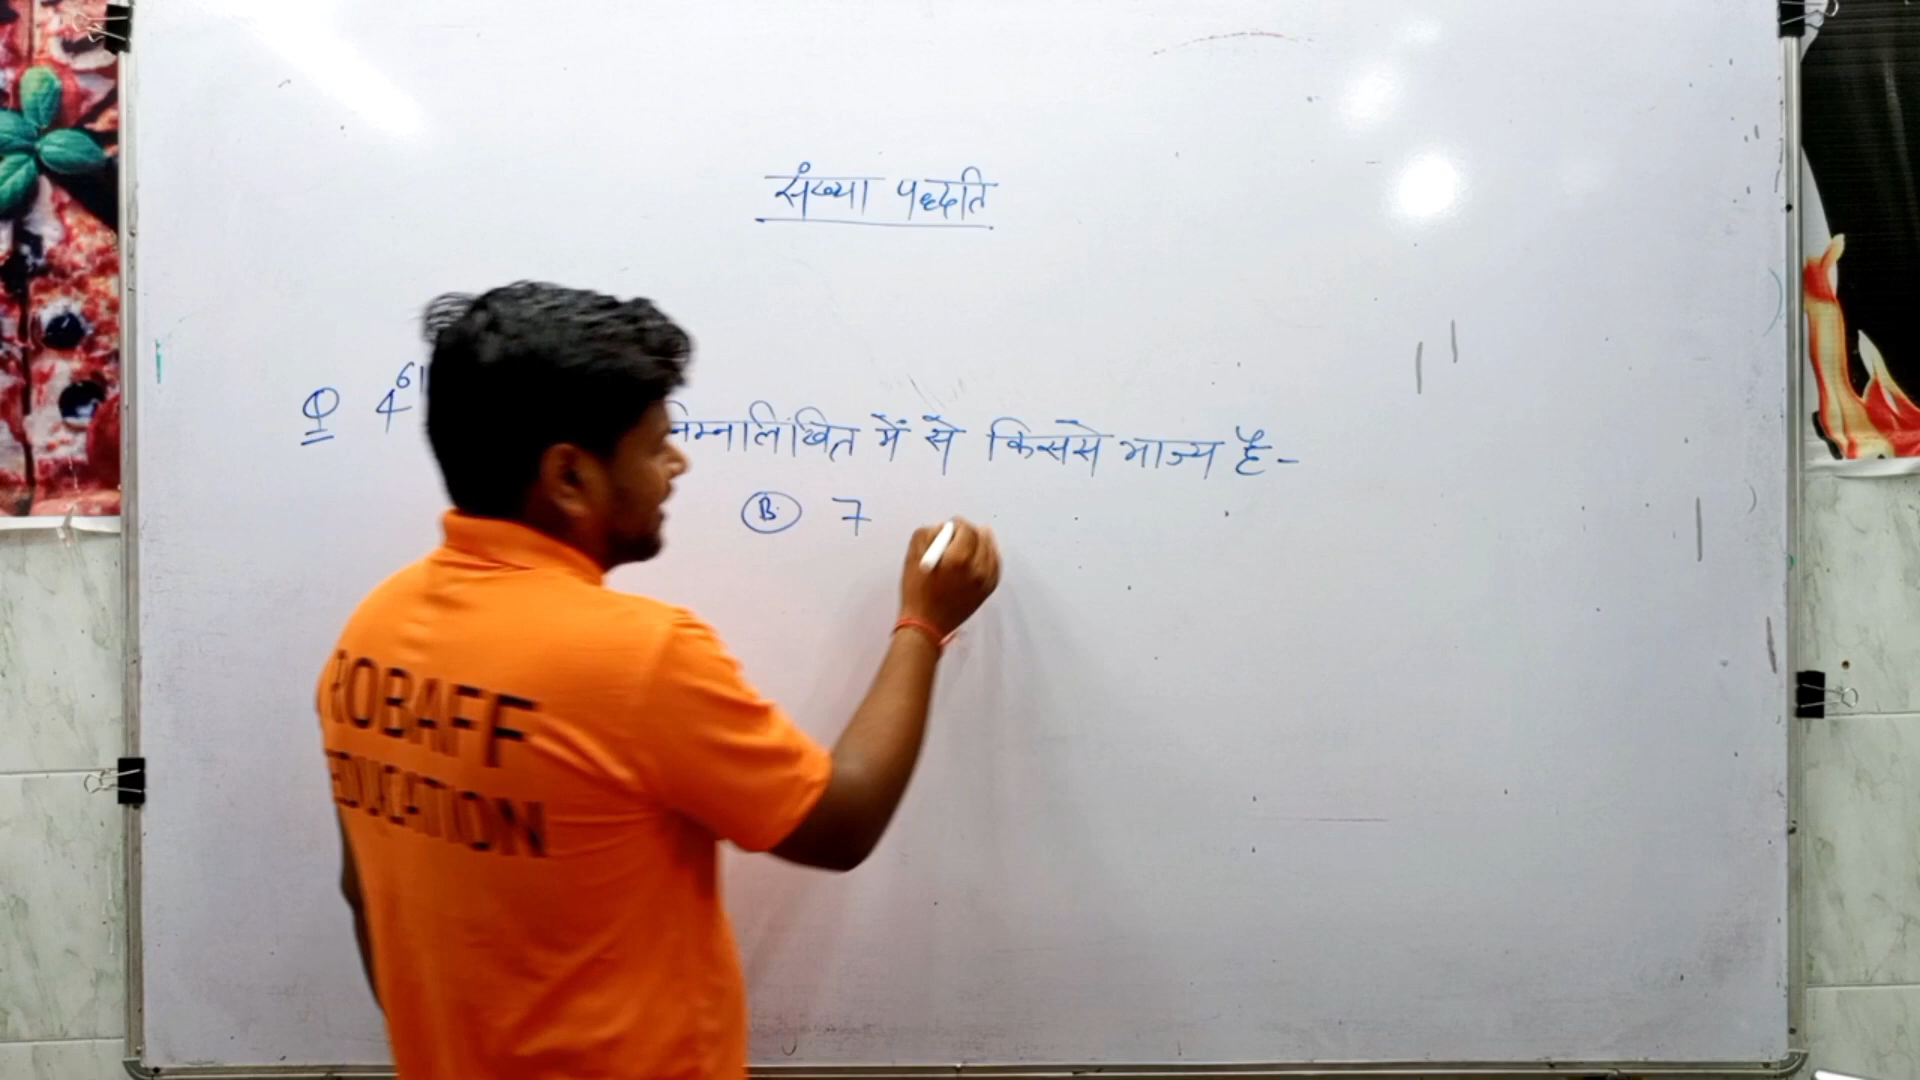 संख्या पद्धति
Q 4⁶¹ निम्नलिखित में से किससे भाज्य है-
Ⓑ 7
ROBAFF
EDUCATION